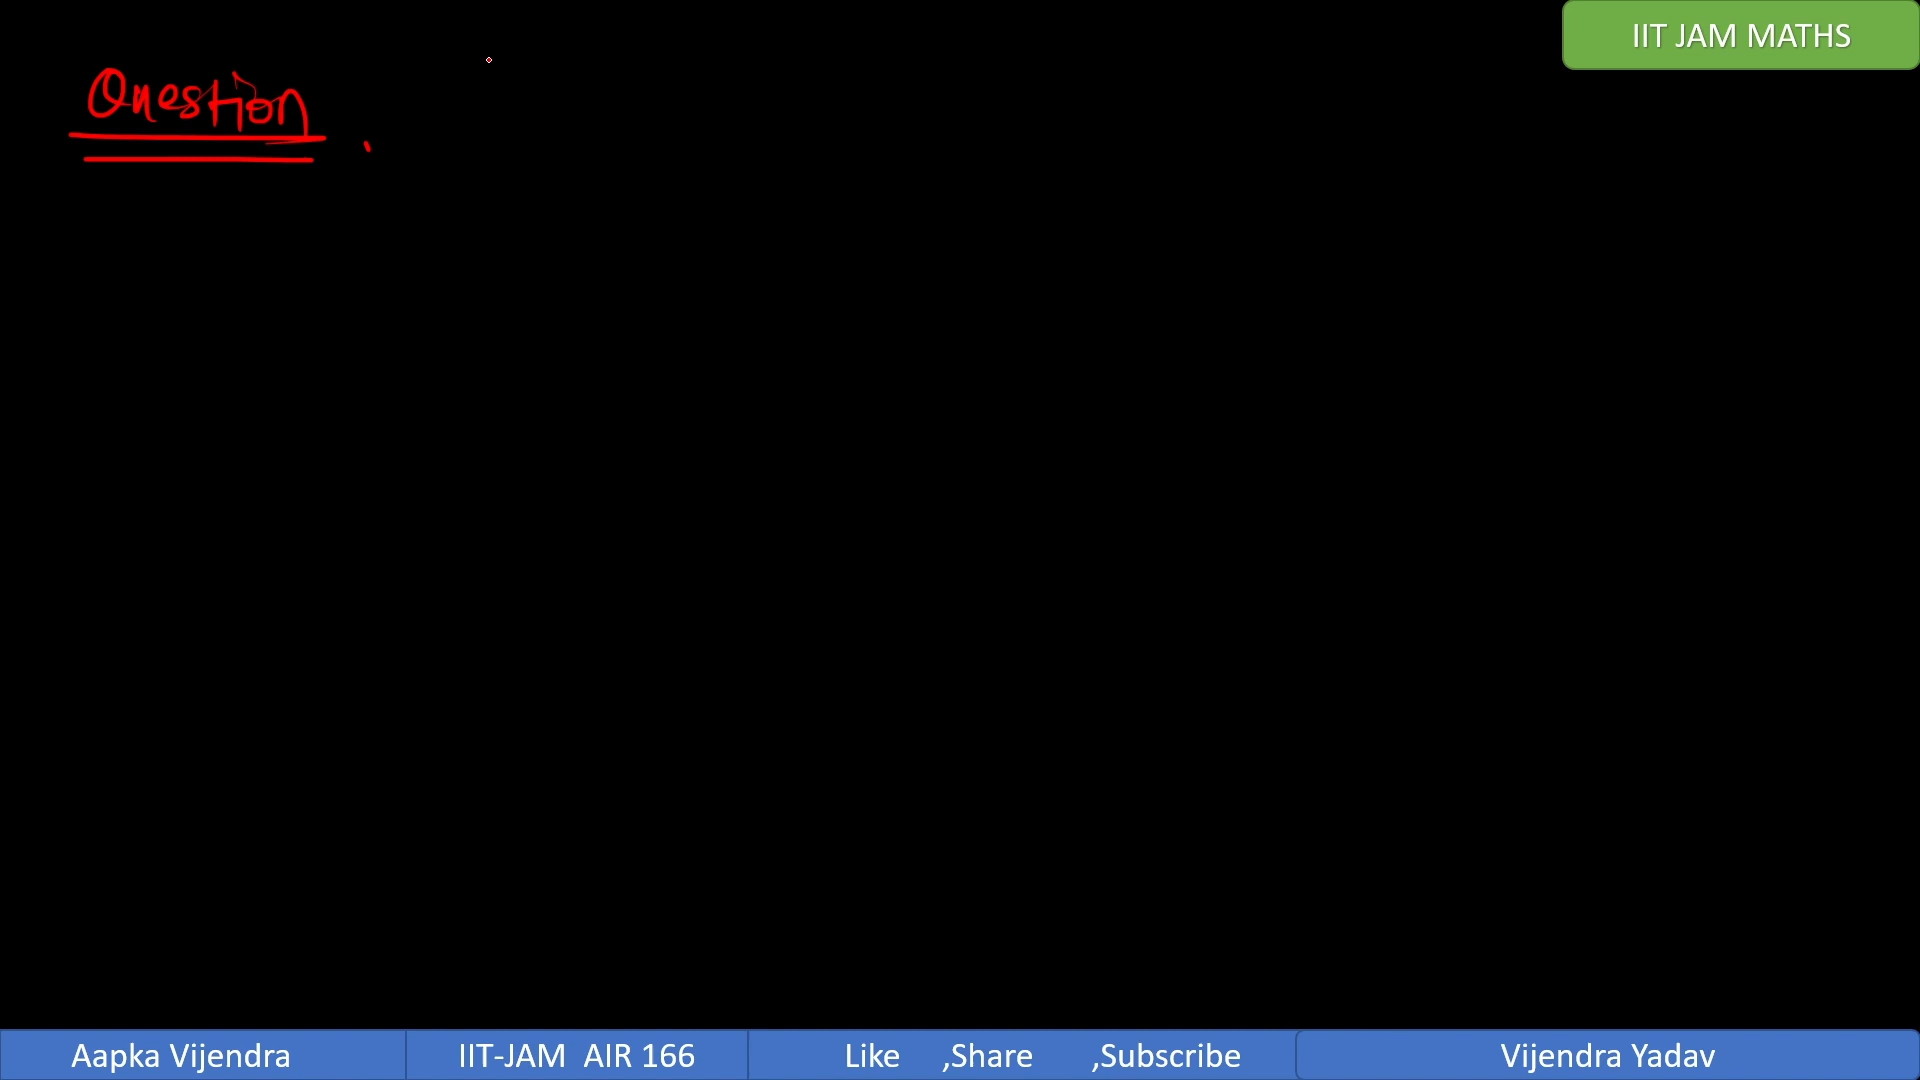 IIT JAM MATHS
Question
Aapka Vijendra
IIT-JAM AIR 166
Like ,Share ,Subscribe
Vijendra Yadav